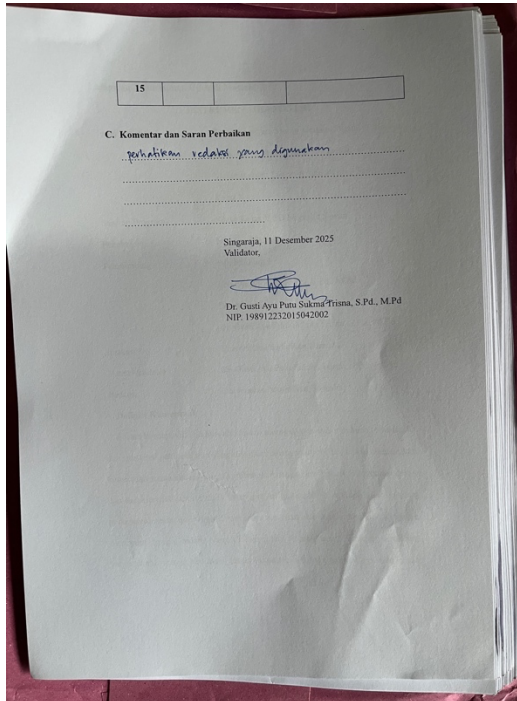 15
C. Komentar dan Saran Perbaikan
perhatikan redaksi yang digunakan
Singaraja, 11 Desember 2025
Validator,
Dr. Gusti Ayu Putu Sukma Trisna, S.Pd., M.Pd
NIP. 198912232015042002